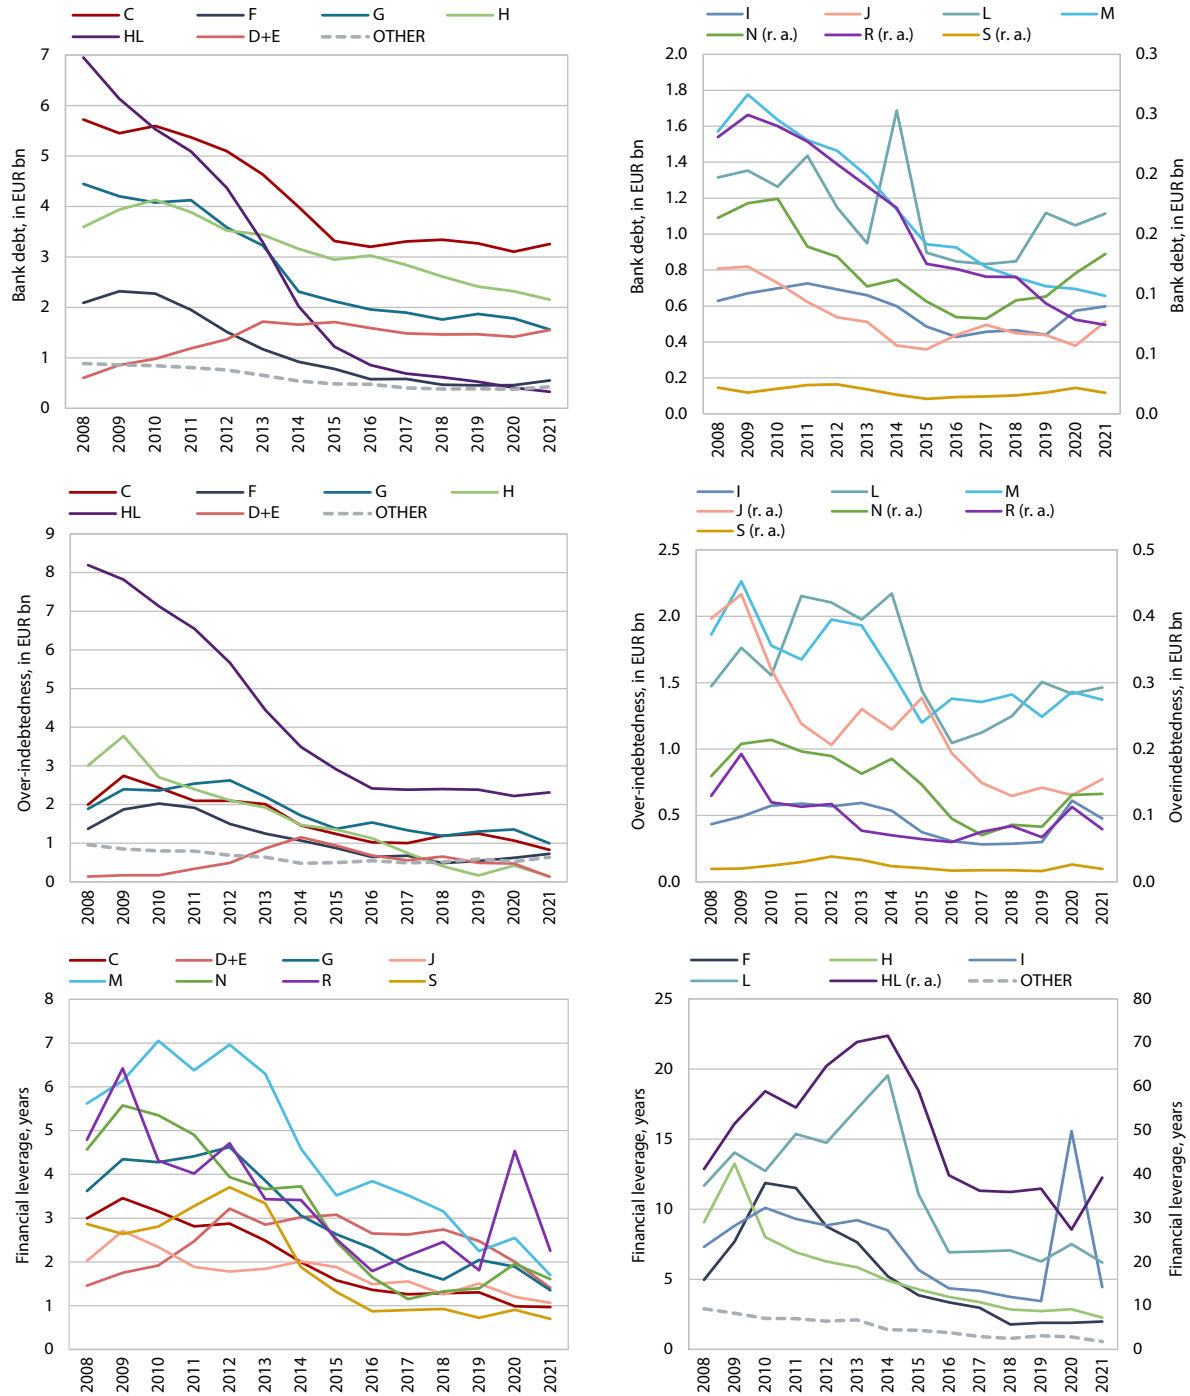 C F G H
HL D+E OTHER
Bank debt, in EUR bn
7
6
5
4
3
2
1
0
2008 2009 2010 2011 2012 2013 2014 2015 2016 2017 2018 2019 2020 2021
I J L M
N (r. a.) R (r. a.) S (r. a.)
Bank debt, in EUR bn
2.0
1.8
1.6
1.4
1.2
1.0
0.8
0.6
0.4
0.2
0.0
0.3
0.3
0.2
0.2
0.1
0.1
0.0
Bank debt, in EUR bn
2008 2009 2010 2011 2012 2013 2014 2015 2016 2017 2018 2019 2020 2021
C F G H
HL D+E OTHER
Over-indebtedness, in EUR bn
9
8
7
6
5
4
3
2
1
0
2008 2009 2010 2011 2012 2013 2014 2015 2016 2017 2018 2019 2020 2021
I L M
J (r. a.) N (r. a.) R (r. a.)
S (r. a.)
Over-indebtedness, in EUR bn
2.5
2.0
1.5
1.0
0.5
0.0
0.5
0.4
0.3
0.2
0.1
0.0
Overindebtedness, in EUR bn
2008 2009 2010 2011 2012 2013 2014 2015 2016 2017 2018 2019 2020 2021
C D+E G J
M N R S
Financial leverage, years
8
7
6
5
4
3
2
1
0
2008 2009 2010 2011 2012 2013 2014 2015 2016 2017 2018 2019 2020 2021
F H I
L HL (r. a.) OTHER
Financial leverage, years
25
20
15
10
5
0
80
70
60
50
40
30
20
10
0
Financial leverage, years
2008 2009 2010 2011 2012 2013 2014 2015 2016 2017 2018 2019 2020 2021